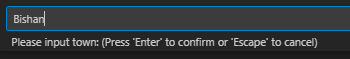 Bishan
Please input town: (Press 'Enter' to confirm or 'Escape' to cancel)